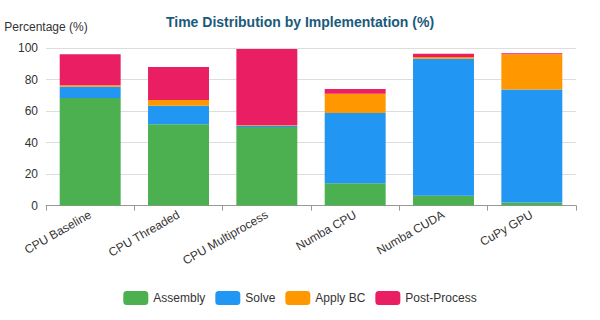 Time Distribution by Implementation (%)
Percentage (%)
100
80
60
40
20
0
CPU Baseline
CPU Threaded
CPU Multiprocess
Numba CPU
Numba CUDA
CuPy GPU
Assembly
Solve
Apply BC
Post-Process